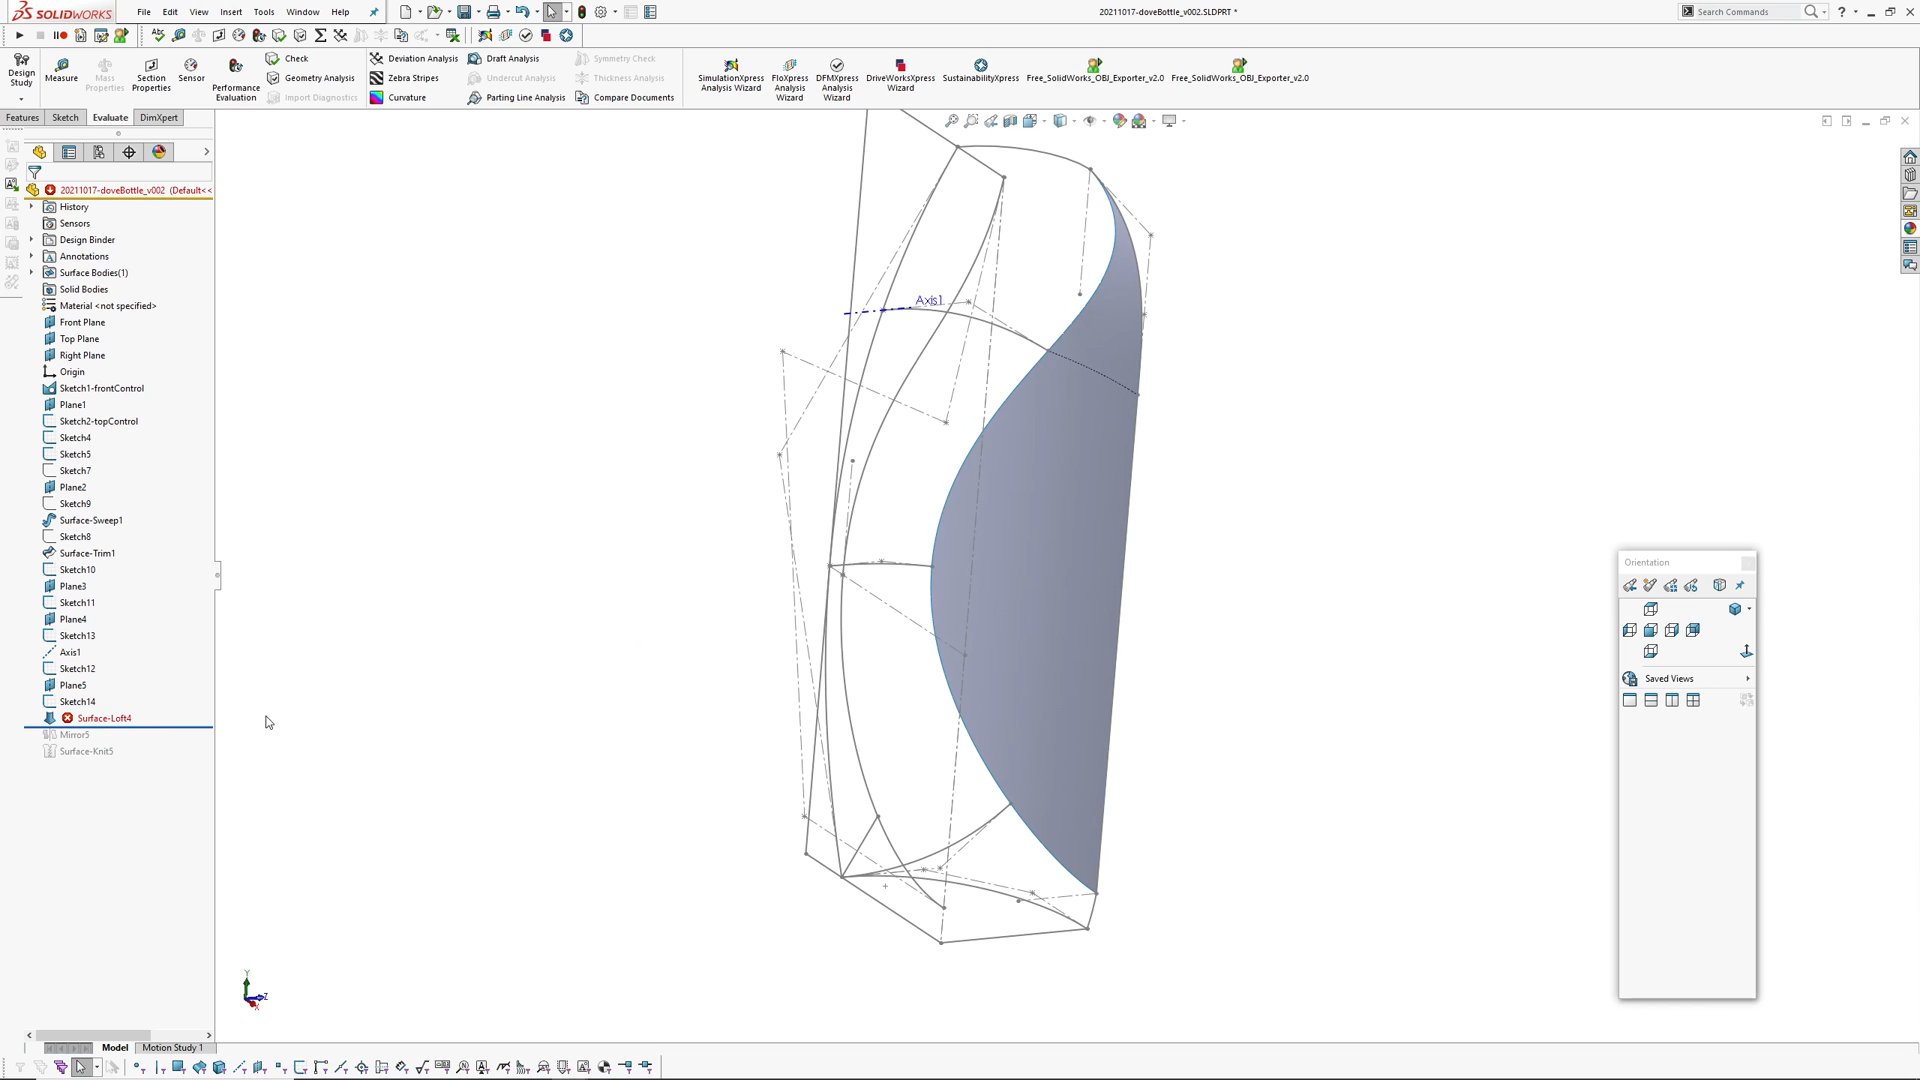 SOLIDWORKS File Edit View Insert Tools Window Help 20211017-doveBottle_v002.SLDPRT * Search Commands
Design Study
Measure
Mass Properties
Section Properties
Sensor
Performance Evaluation
Check
Geometry Analysis
Import Diagnostics
Deviation Analysis
Zebra Stripes
Curvature
Draft Analysis
Undercut Analysis
Parting Line Analysis
Symmetry Check
Thickness Analysis
Compare Documents
SimulationXpress Analysis Wizard
FloXpress Analysis Wizard
DFMXpress Analysis Wizard
DriveWorksXpress Wizard
SustainabilityXpress
Free_SolidWorks_OBJ_Exporter_v2.0
Free_SolidWorks_OBJ_Exporter_v2.0
Features Sketch Evaluate DimXpert
20211017-doveBottle_v002 (Default<<
History
Sensors
Design Binder
Annotations
Surface Bodies(1)
Solid Bodies
Material <not specified>
Front Plane
Top Plane
Right Plane
Origin
Sketch1-frontControl
Plane1
Sketch2-topControl
Sketch4
Sketch5
Sketch7
Plane2
Sketch9
Surface-Sweep1
Sketch8
Surface-Trim1
Sketch10
Plane3
Sketch11
Plane4
Sketch13
Axis1
Sketch12
Plane5
Sketch14
Surface-Loft4
Mirror5
Surface-Knit5
Axis1
Orientation
Saved Views
Y
Z
X
Model Motion Study 1